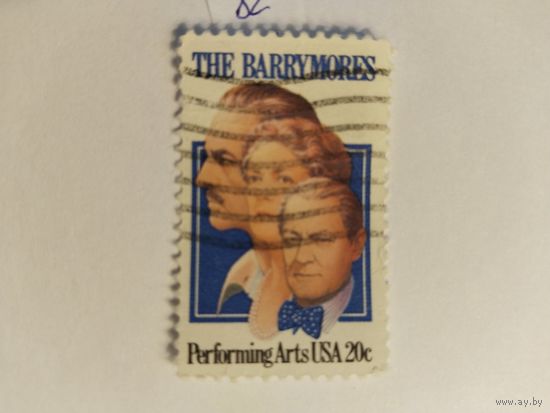 THE BARRYMORES
Performing Arts USA 20c
www.ay.by